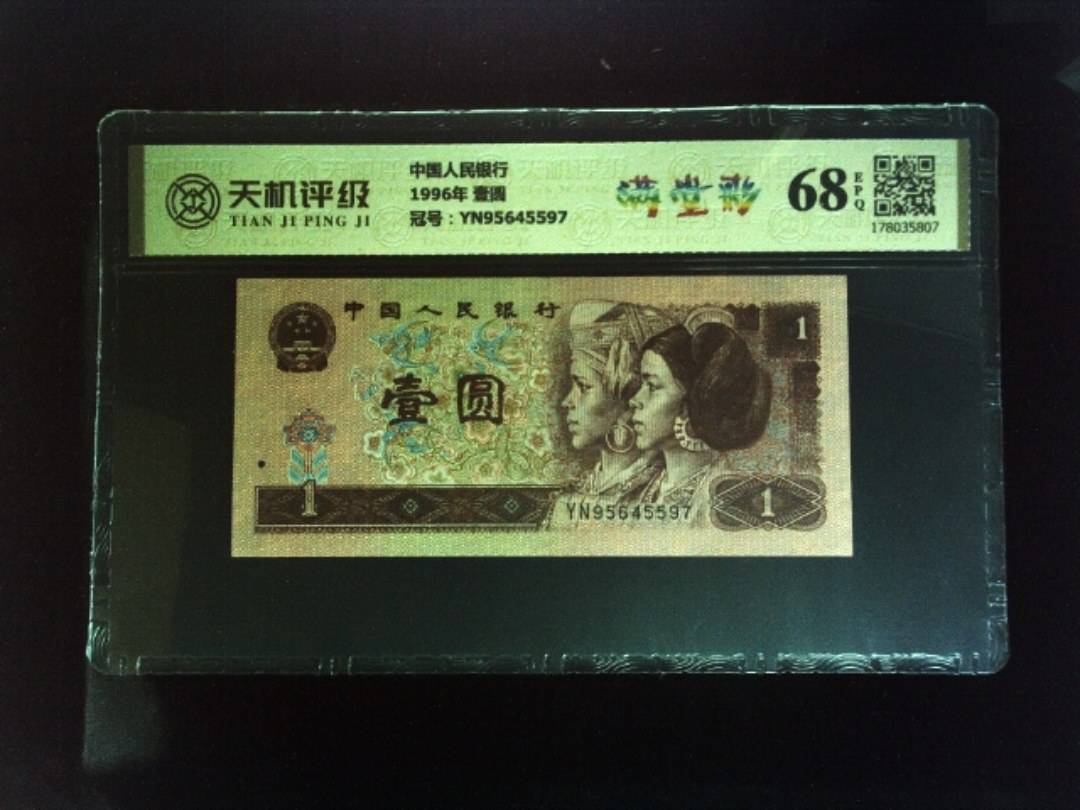 天机评级
TIAN JI PING JI
中国人民银行
1996年 壹圆
冠号：YN95645597
满堂彩
68
EPQ
178035807
中国人民银行
1
壹圆
1
YN95645597
1